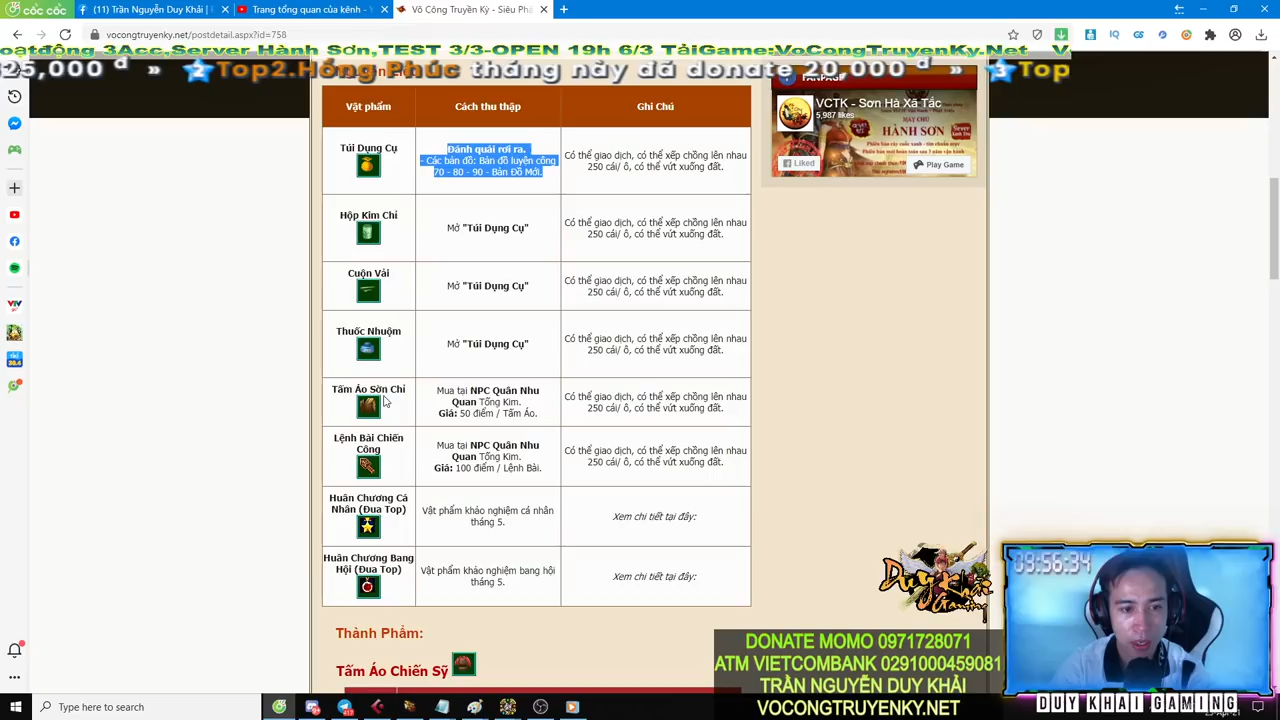 cốc cốc
(11) Trần Nguyễn Duy Khải |
Trang tổng quan của kênh -
Võ Công Truyền Kỳ - Siêu Phẩ
vocongtruyenky.net/postdetail.aspx?id=758
oạtđộng 3Acc,Server Hành Sơn,TEST 3/3-OPEN 19h 6/3 TảiGame:VoCongTruyenKy.Net
25,000 đ » 2 Top2.Hồng Phúc tháng này đã donate 20,000 đ » 3 Top
Vật phẩm
Cách thu thập
Ghi Chú
VCTK - Sơn Hà Xã Tắc
5,987 likes
MÁY CHỦ
HÀNH SƠN
Liked
Play Game
Túi Dụng Cụ
Đánh quái rơi ra.
- Các bản đồ: Bản đồ luyện công
70 - 80 - 90 - Bản Đồ Mới.
Có thể giao dịch, có thể xếp chồng lên nhau
250 cái/ ô, có thể vứt xuống đất.
Hộp Kim Chỉ
Mở "Túi Dụng Cụ"
Có thể giao dịch, có thể xếp chồng lên nhau
250 cái/ ô, có thể vứt xuống đất.
Cuộn Vải
Mở "Túi Dụng Cụ"
Có thể giao dịch, có thể xếp chồng lên nhau
250 cái/ ô, có thể vứt xuống đất.
Thuốc Nhuộm
Mở "Túi Dụng Cụ"
Có thể giao dịch, có thể xếp chồng lên nhau
250 cái/ ô, có thể vứt xuống đất.
Tấm Áo Sờn Chỉ
Mua tại NPC Quân Nhu
Quan Tống Kim.
Giá: 50 điểm / Tấm Áo.
Có thể giao dịch, có thể xếp chồng lên nhau
250 cái/ ô, có thể vứt xuống đất.
Lệnh Bài Chiến
Công
Mua tại NPC Quân Nhu
Quan Tống Kim.
Giá: 100 điểm / Lệnh Bài.
Có thể giao dịch, có thể xếp chồng lên nhau
250 cái/ ô, có thể vứt xuống đất.
Huân Chương Cá
Nhân (Đua Top)
Vật phẩm khảo nghiệm cá nhân
tháng 5.
Xem chi tiết tại đây:
Huân Chương Bang
Hội (Đua Top)
Vật phẩm khảo nghiệm bang hội
tháng 5.
Xem chi tiết tại đây:
Thành Phẩm:
Tấm Áo Chiến Sỹ
Duy Khải
Gaming
09:56:34
DONATE MOMO 0971728071
ATM VIETCOMBANK 0291000459081
TRẦN NGUYỄN DUY KHẢI
VOCONGTRUYENKY.NET
DUY KHAI GAMING
Type here to search